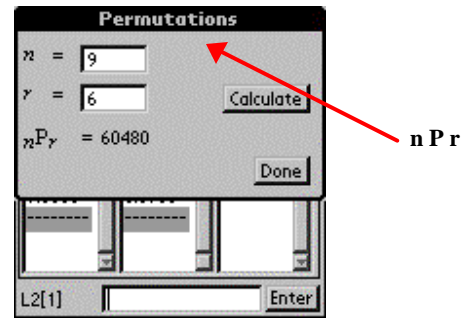 Permutations
n = 9
r = 6 Calculate
nPr = 60480
n P r
Done
L2[1] Enter